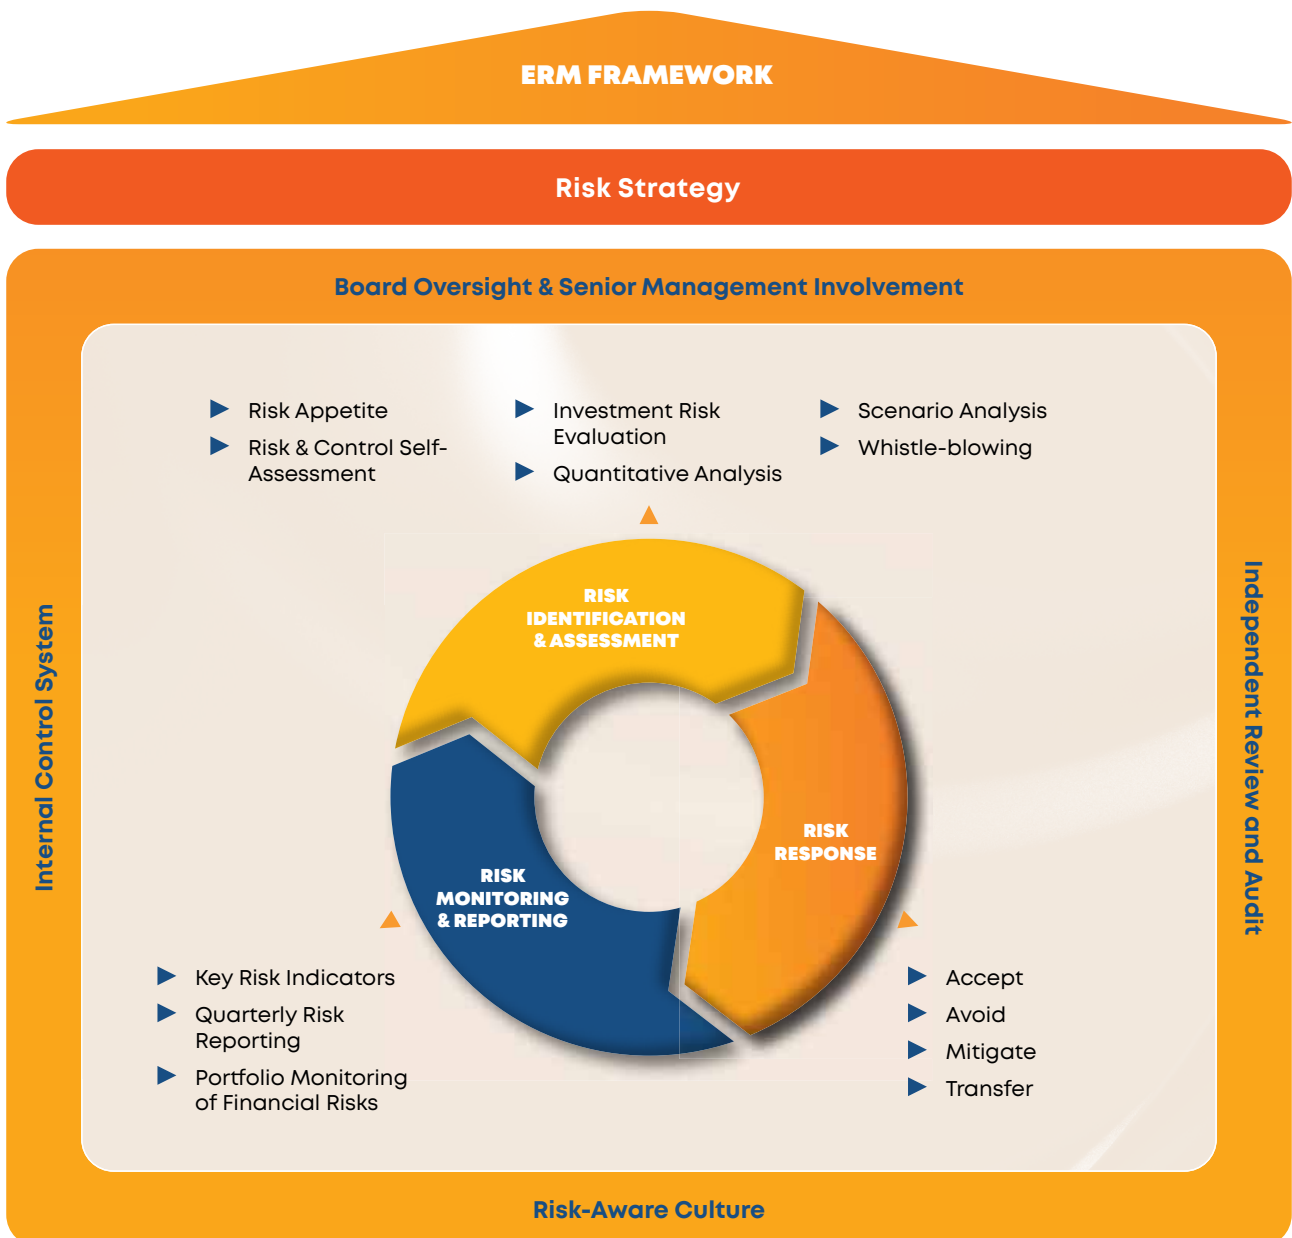 ERM FRAMEWORK
Risk Strategy
Board Oversight & Senior Management Involvement
Risk Appetite
Risk & Control Self-
Assessment
Investment Risk
Evaluation
Quantitative Analysis
Scenario Analysis
Whistle-blowing
RISK
IDENTIFICATION
& ASSESSMENT
RISK
RESPONSE
RISK
MONITORING
& REPORTING
Internal Control System
Independent Review and Audit
Key Risk Indicators
Quarterly Risk
Reporting
Portfolio Monitoring
of Financial Risks
Accept
Avoid
Mitigate
Transfer
Risk-Aware Culture